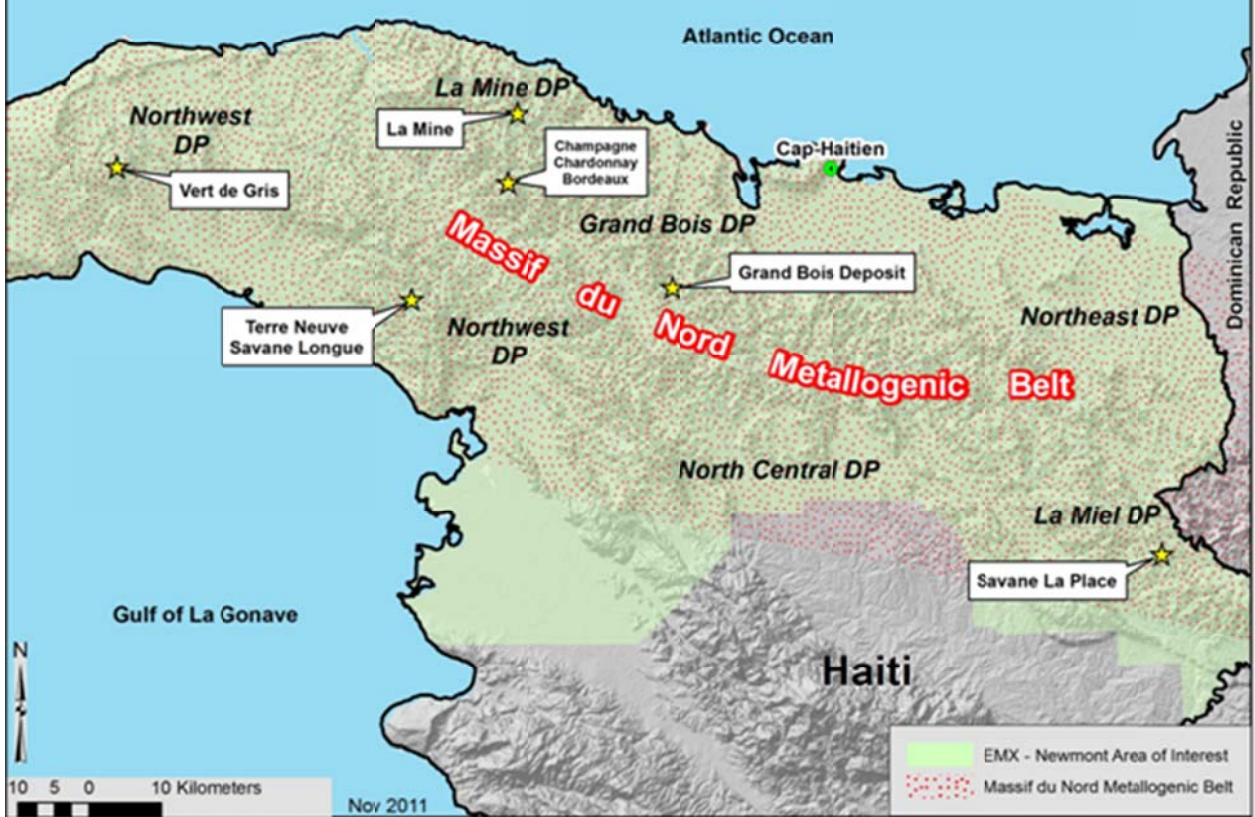 Atlantic Ocean
La Mine DP
Northwest
DP
La Mine
Champagne
Chardonnay
Bordeaux
Cap-Haitien
Dominican Republic
Vert de Gris
Grand Bois DP
Massif du Nord Metallogenic Belt
Grand Bois Deposit
Terre Neuve
Savane Longue
Northwest
DP
Northeast DP
North Central DP
La Miel DP
Savane La Place
Gulf of La Gonave
N
Haiti
EMX - Newmont Area of Interest
Massif du Nord Metallogenic Belt
10 5 0 10 Kilometers
Nov 2011